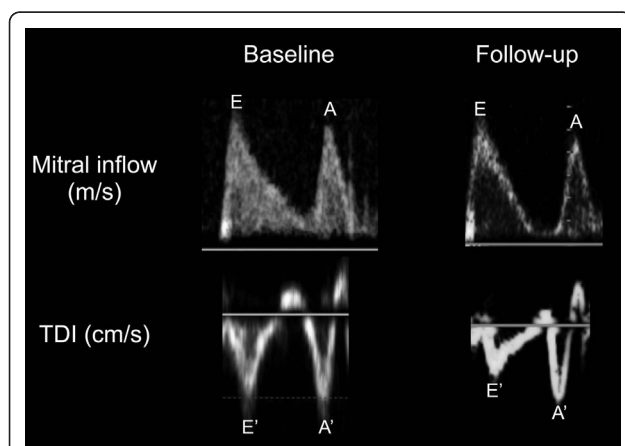 Baseline Follow-up
E A E A
Mitral inflow
(m/s)
TDI (cm/s)
E' A' E' A'